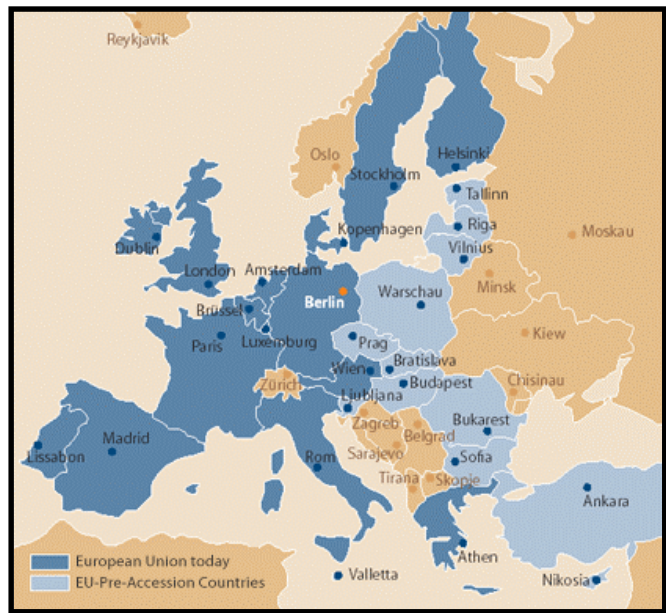 Reykjavik
Oslo
Helsinki
Stockholm
Tallinn
Riga
Moskau
Kopenhagen
Dublin
Vilnius
London
Amsterdam
Minsk
Berlin
Warschau
Brüssel
Kiew
Paris
Luxemburg
Prag
Wien
Bratislava
Zürich
Budapest
Chisinau
Ljubljana
Zagreb
Bukarest
Belgrad
Madrid
Lissabon
Sarajevo
Rom
Sofia
Tirana
Skopje
Ankara
Athen
European Union today
EU-Pre-Accession Countries
Valletta
Nikosia